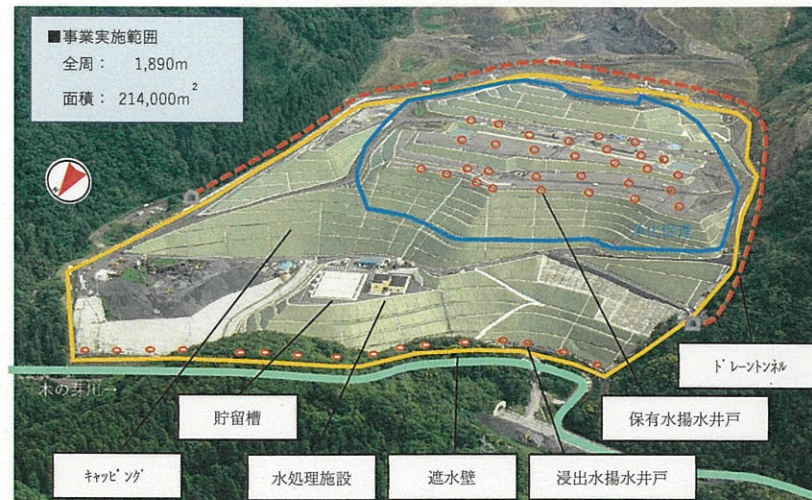 ■事業実施範囲
全周： 1,890m
面積： 214,000m²
木の芽川→
ﾄﾞﾚｰﾝﾄﾝﾈﾙ
貯留槽
保有水揚水井戸
ｷｬｯﾋﾟﾝｸﾞ
水処理施設
遮水壁
浸出水揚水井戸